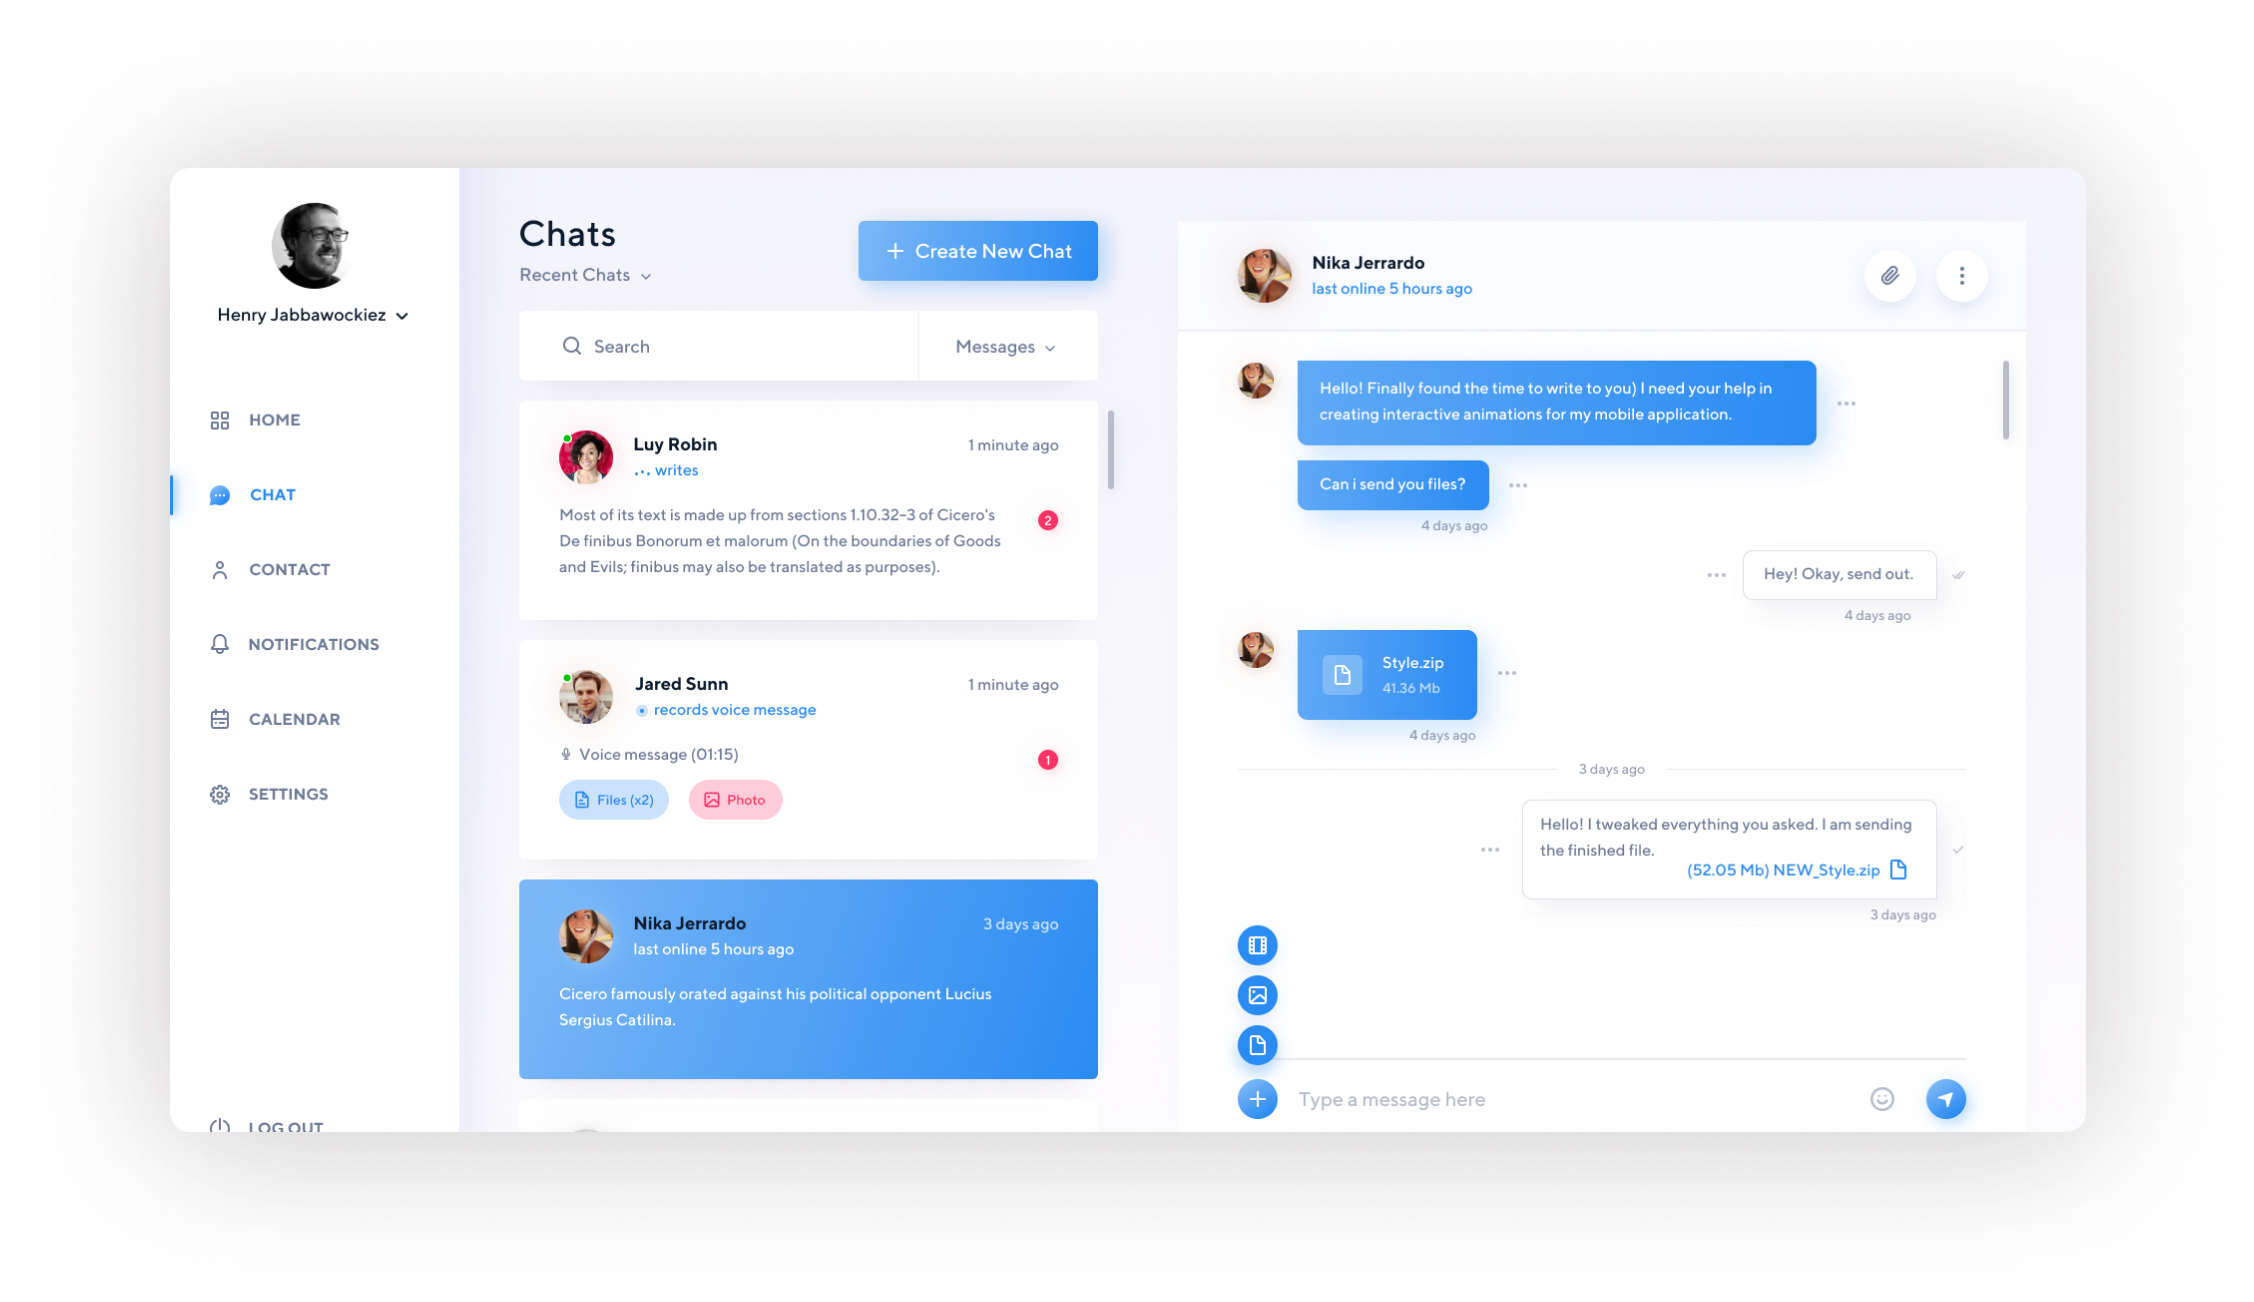 Henry Jabbawockiez
HOME
CHAT
CONTACT
NOTIFICATIONS
CALENDAR
SETTINGS
LOG OUT
Chats
Recent Chats
+ Create New Chat
Search
Messages
Luy Robin
1 minute ago
writes
Most of its text is made up from sections 1.10.32-3 of Cicero's
De finibus Bonorum et malorum (On the boundaries of Goods
and Evils; finibus may also be translated as purposes).
2
Jared Sunn
1 minute ago
records voice message
Voice message (01:15)
1
Files (x2)
Photo
Nika Jerrardo
3 days ago
last online 5 hours ago
Cicero famously orated against his political opponent Lucius
Sergius Catilina.
Nika Jerrardo
last online 5 hours ago
Hello! Finally found the time to write to you) I need your help in
creating interactive animations for my mobile application.
Can i send you files?
4 days ago
Hey! Okay, send out.
4 days ago
Style.zip
41.36 Mb
4 days ago
3 days ago
Hello! I tweaked everything you asked. I am sending
the finished file.
(52.05 Mb) NEW_Style.zip
3 days ago
Type a message here